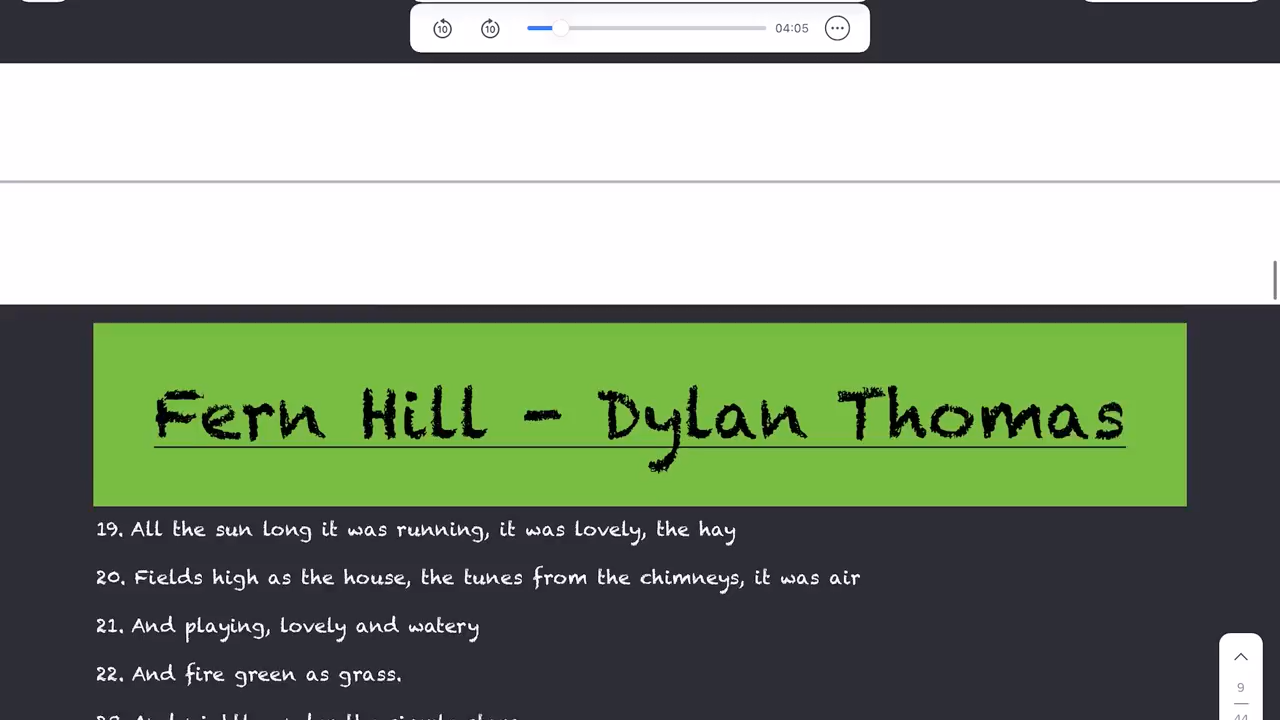 10
10
04:05
Fern Hill - Dylan Thomas
19. All the sun long it was running, it was lovely, the hay
20. Fields high as the house, the tunes from the chimneys, it was air
21. And playing, lovely and watery
22. And fire green as grass.
9